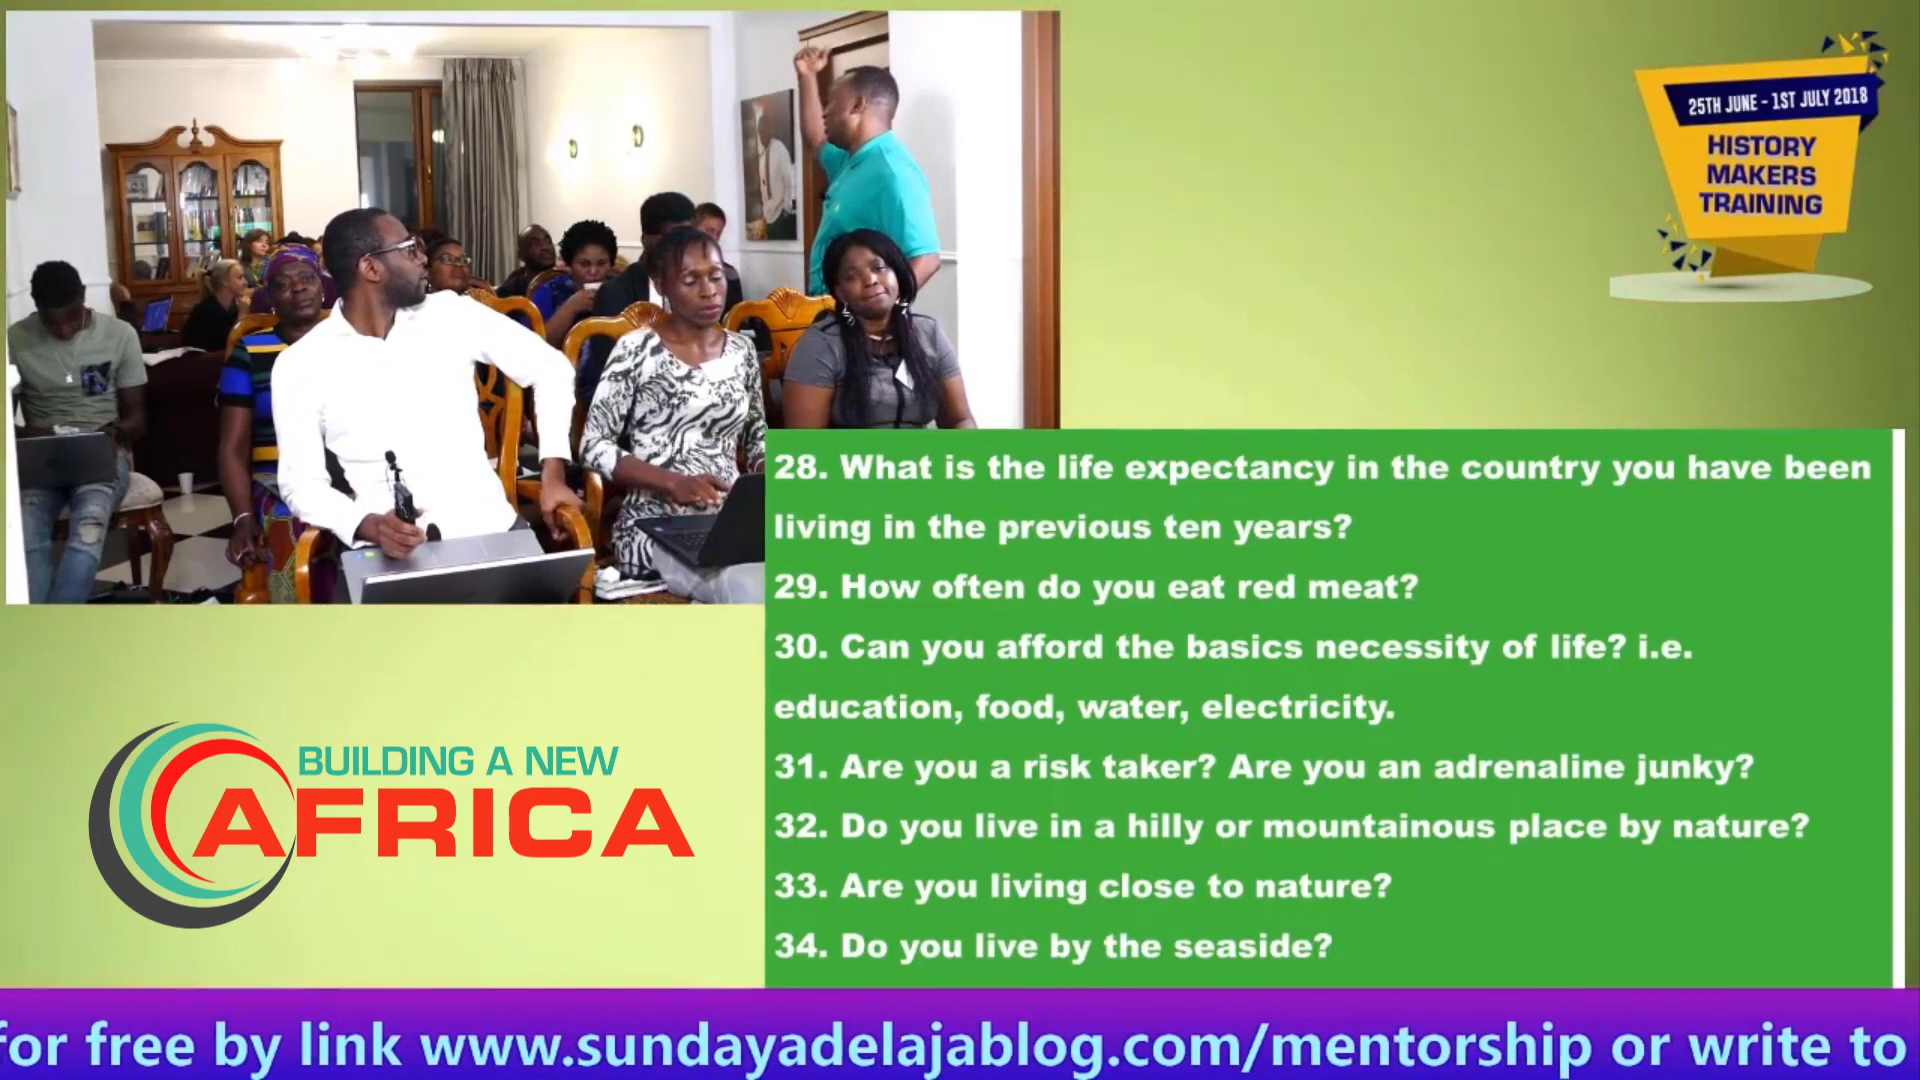 25TH JUNE - 1ST JULY 2018
HISTORY
MAKERS
TRAINING
28. What is the life expectancy in the country you have been
living in the previous ten years?
29. How often do you eat red meat?
30. Can you afford the basics necessity of life? i.e.
education, food, water, electricity.
31. Are you a risk taker? Are you an adrenaline junky?
32. Do you live in a hilly or mountainous place by nature?
33. Are you living close to nature?
34. Do you live by the seaside?
BUILDING A NEW
AFRICA
for free by link www.sundayadelajablog.com/mentorship or write to